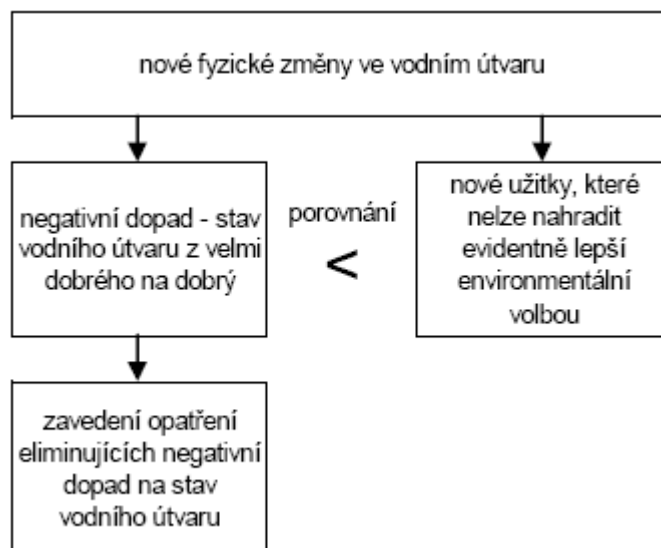 nové fyzické změny ve vodním útvaru
negativní dopad - stav
vodního útvaru z velmi
dobrého na dobrý
porovnání
<
nové užitky, které
nelze nahradit
evidentně lepší
environmentální
volbou
zavedení opatření
eliminujících negativní
dopad na stav
vodního útvaru